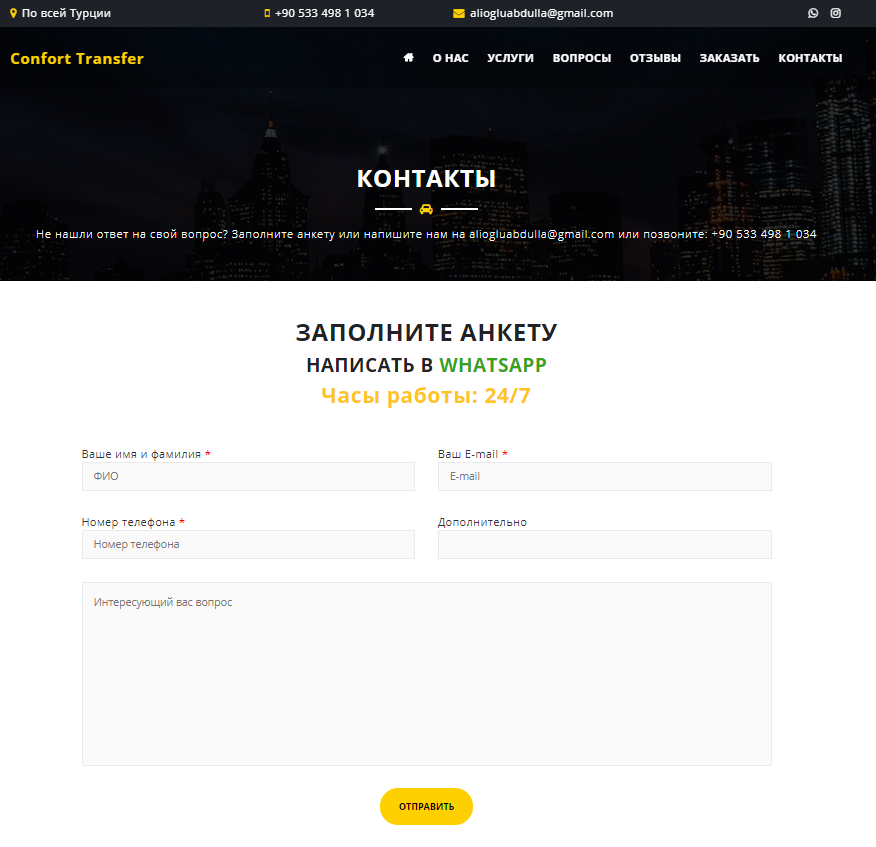 По всей Турции +90 533 498 1 034 aliogluabdulla@gmail.com
Confort Transfer О НАС УСЛУГИ ВОПРОСЫ ОТЗЫВЫ ЗАКАЗАТЬ КОНТАКТЫ
КОНТАКТЫ
Не нашли ответ на свой вопрос? Заполните анкету или напишите нам на aliogluabdulla@gmail.com или позвоните: +90 533 498 1 034
ЗАПОЛНИТЕ АНКЕТУ
НАПИСАТЬ В WHATSAPP
Часы работы: 24/7
Ваше имя и фамилия * Ваш E-mail *
ФИО E-mail
Номер телефона * Дополнительно
Номер телефона
Интересующий вас вопрос
ОТПРАВИТЬ